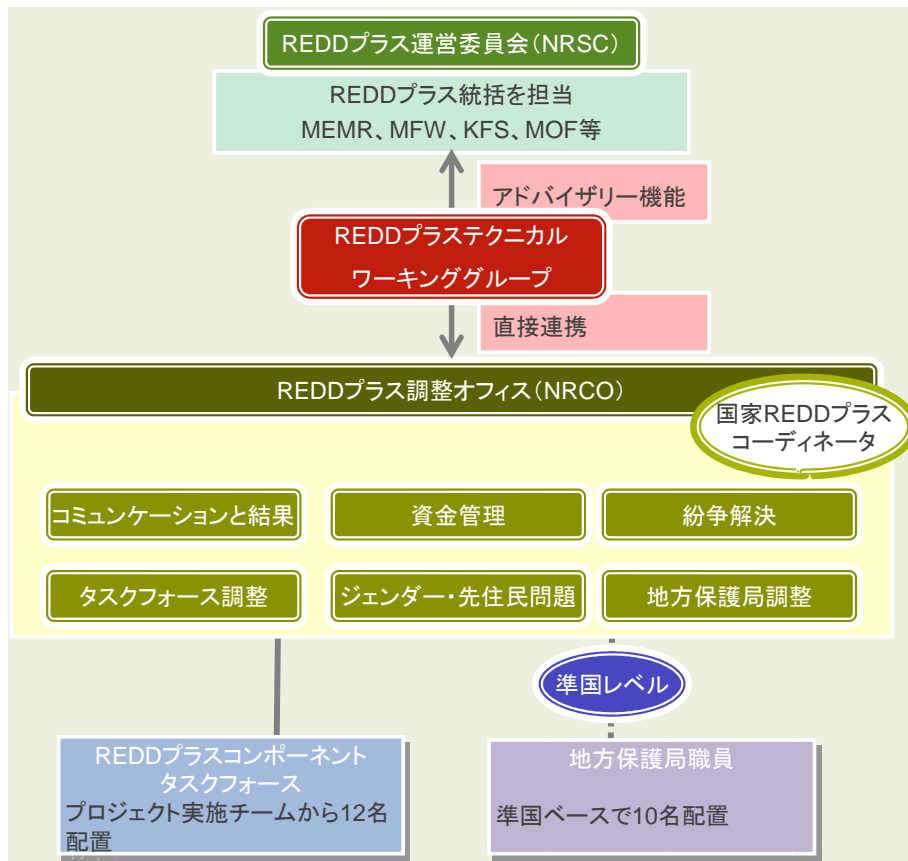 REDDプラス運営委員会(NRSC)
REDDプラス統括を担当
MEMR、MFW、KFS、MOF等
アドバイザリー機能
REDDプラステクニカル
ワーキンググループ
直接連携
REDDプラス調整オフィス(NRCO)
国家REDDプラス
コーディネータ
コミュンケーションと結果
資金管理
紛争解決
タスクフォース調整
ジェンダー・先住民問題
地方保護局調整
準国レベル
REDDプラスコンポーネント
タスクフォース
プロジェクト実施チームから12名
配置
地方保護局職員
準国ベースで10名配置